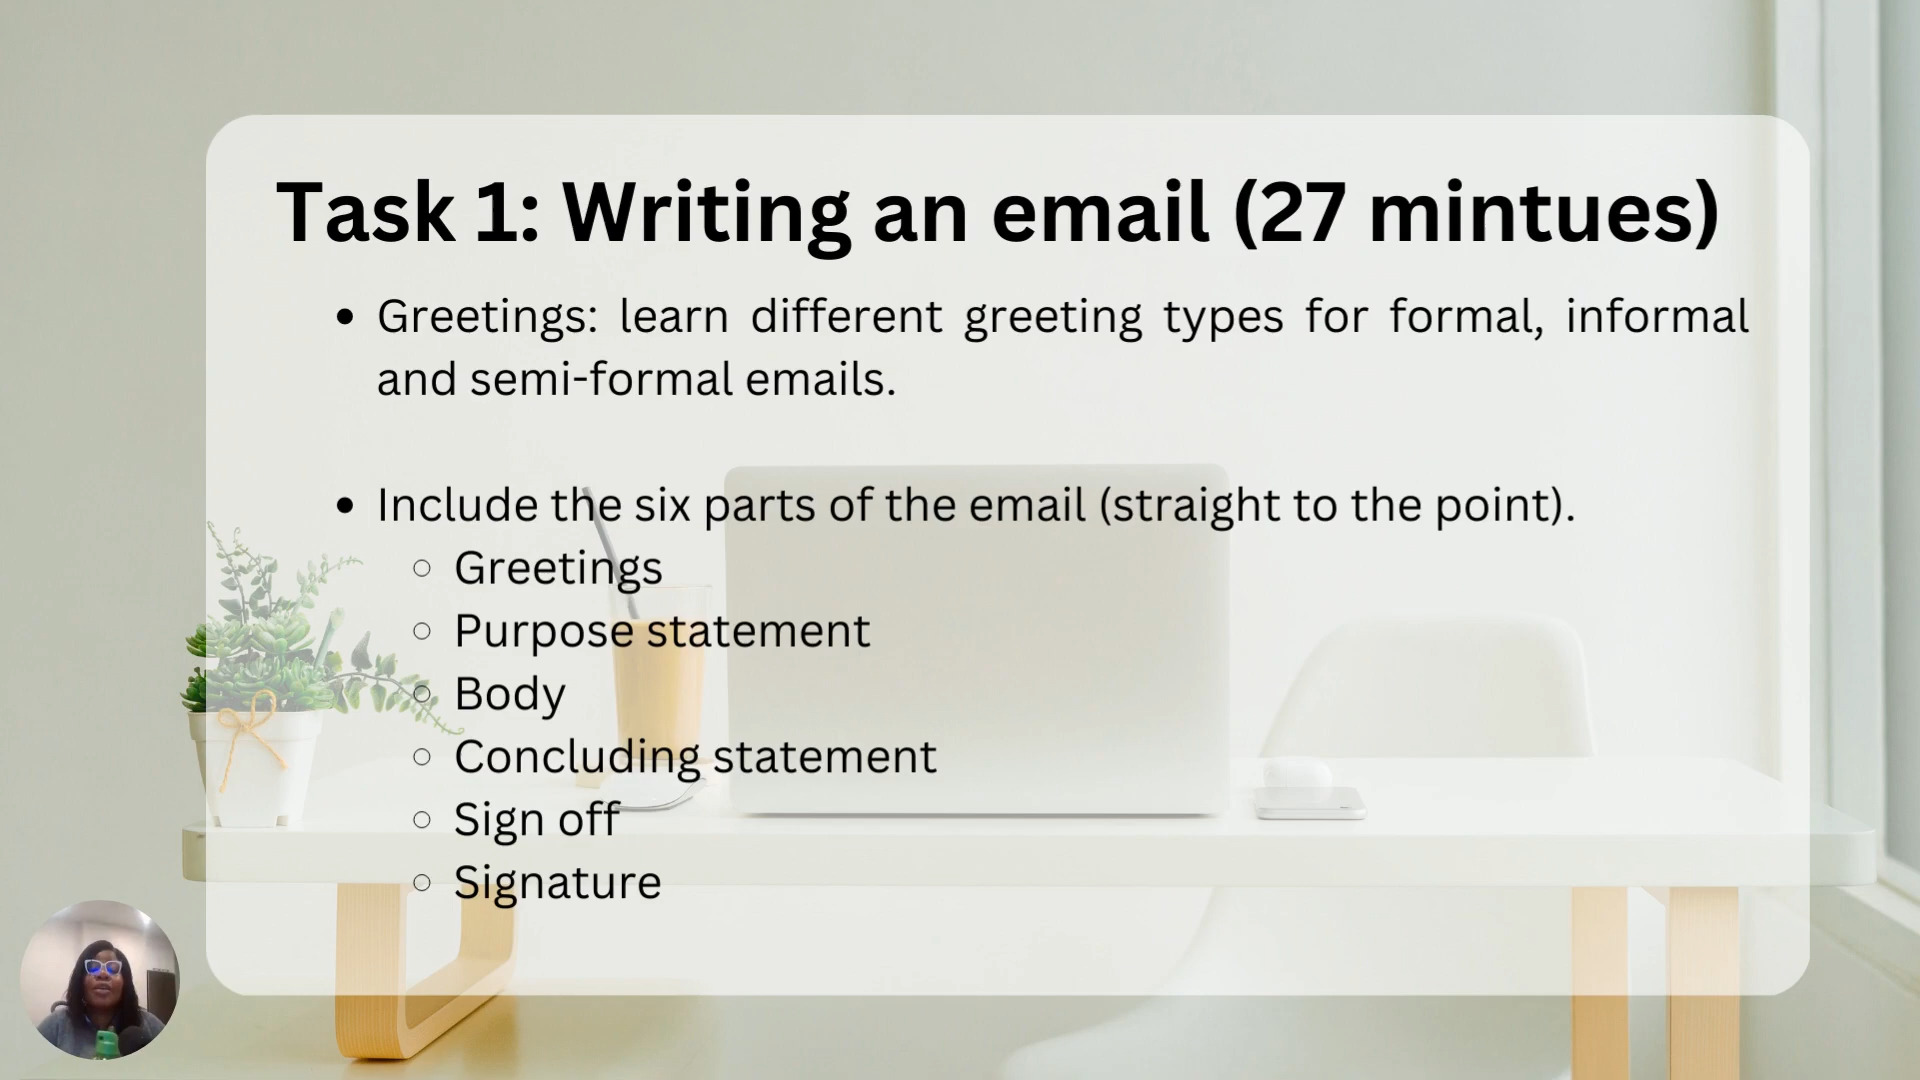 Task 1: Writing an email (27 mintues)
• Greetings: learn different greeting types for formal, informal
and semi-formal emails.
• Include the six parts of the email (straight to the point).
○ Greetings
○ Purpose statement
○ Body
○ Concluding statement
○ Sign off
○ Signature